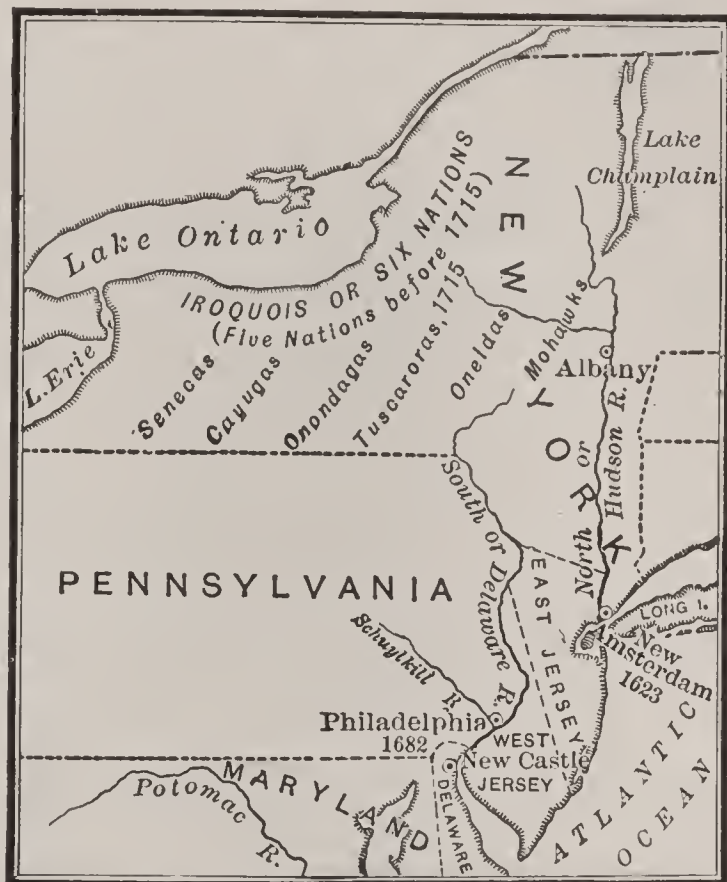 Lake
Champlain
Lake Ontario
NEW
YORK
IROQUOIS OR SIX NATIONS
(Five Nations before 1715)
L. Erie
Senecas
Cayugas
Onondagas
Tuscaroras, 1715
Oneldas
Mohawks
Albany
North or Hudson R.
South or Delaware R.
PENNSYLVANIA
Schuylkill R
EAST JERSEY
LONG I.
New
Amsterdam
1623
Philadelphia
1682
WEST
JERSEY
New Castle
DELAWARE
MARYLAND
Potomac R.
ATLANTIC
OCEAN